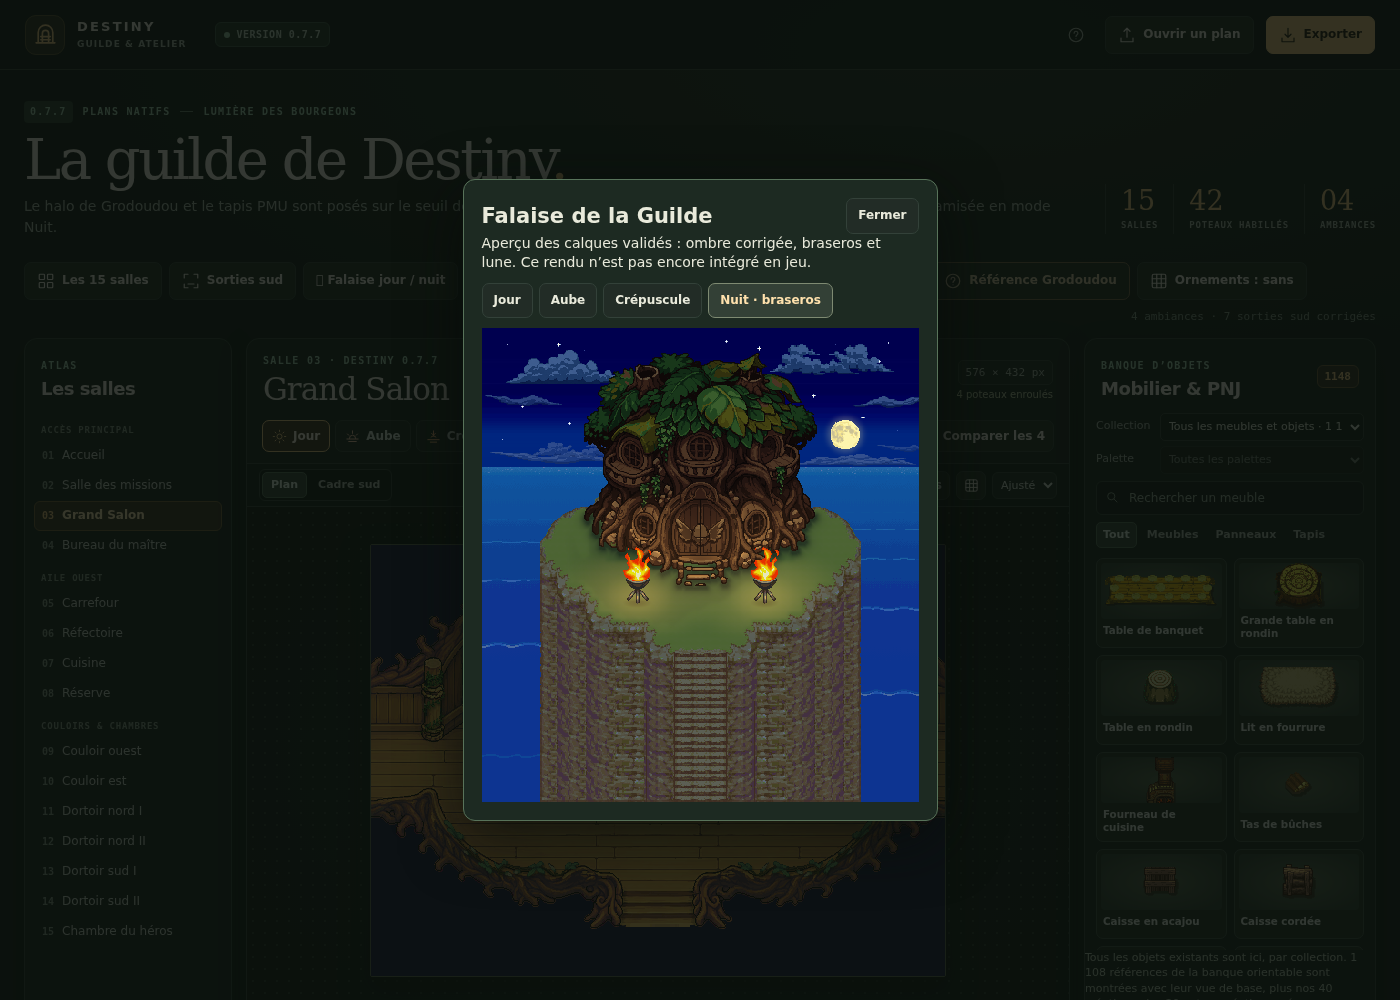 DESTINY
GUILDE & ATELIER
VERSION 0.7.7
Ouvrir un plan
Exporter
0.7.7 PLANS NATIFS — LUMIÈRE DES BOURGEONS
La guilde de Destiny.
Le halo de Grodoudou et le tapis PMU sont posés sur le seuil d
amisée en mode
Nuit.
15
SALLES
42
POTEAUX HABILLÉS
04
AMBIANCES
Les 15 salles
Sorties sud
Falaise jour / nuit
Référence Grodoudou
Ornements : sans
4 ambiances · 7 sorties sud corrigées
ATLAS
Les salles
ACCÈS PRINCIPAL
01 Accueil
02 Salle des missions
03 Grand Salon
04 Bureau du maître
AILE OUEST
05 Carrefour
06 Réfectoire
07 Cuisine
08 Réserve
COULOIRS & CHAMBRES
09 Couloir ouest
10 Couloir est
11 Dortoir nord I
12 Dortoir nord II
13 Dortoir sud I
14 Dortoir sud II
15 Chambre du héros
SALLE 03 · DESTINY 0.7.7
Grand Salon
576 × 432 px
4 poteaux enroulés
Jour
Aube
Cr
Comparer les 4
Plan
Cadre sud
Ajusté
Falaise de la Guilde
Fermer
Aperçu des calques validés : ombre corrigée, braseros et
lune. Ce rendu n’est pas encore intégré en jeu.
Jour
Aube
Crépuscule
Nuit · braseros
BANQUE D'OBJETS
Mobilier & PNJ
1148
Collection
Tous les meubles et objets · 1 1
Palette
Toutes les palettes
Rechercher un meuble
Tout
Meubles
Panneaux
Tapis
Table de banquet
Grande table en
rondin
Table en rondin
Lit en fourrure
Fourneau de
cuisine
Tas de bûches
Caisse en acajou
Caisse cordée
Tous les objets existants sont ici, par collection. 1
108 références de la banque orientable sont
montrées avec leur vue de base, plus nos 40